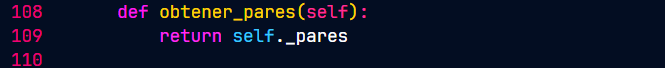 108 def obtener_pares(self):
109 return self._pares
110